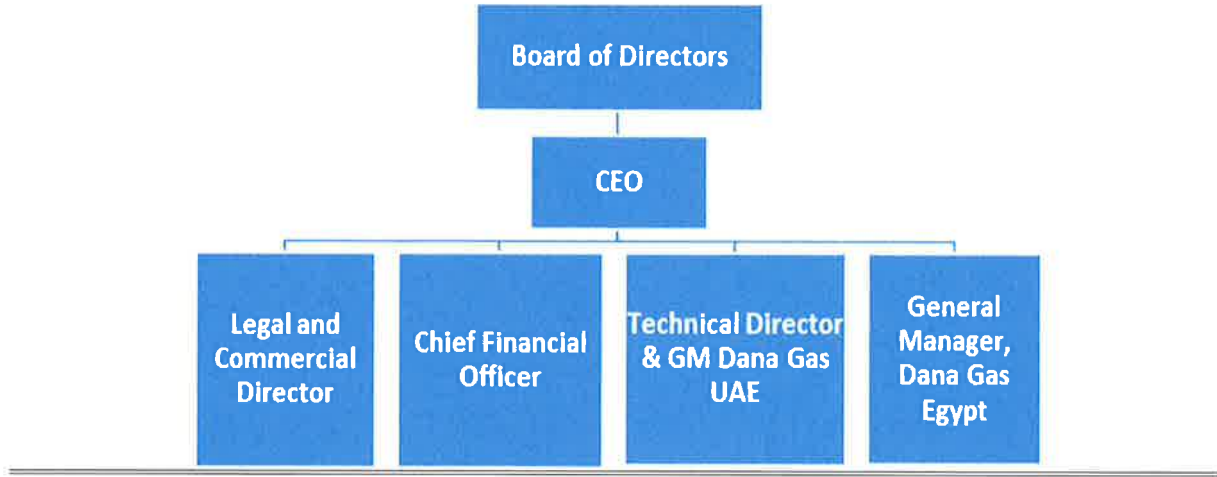 Board of Directors
CEO
Legal and
Commercial
Director
Chief Financial
Officer
Technical Director
& GM Dana Gas
UAE
General
Manager,
Dana Gas
Egypt